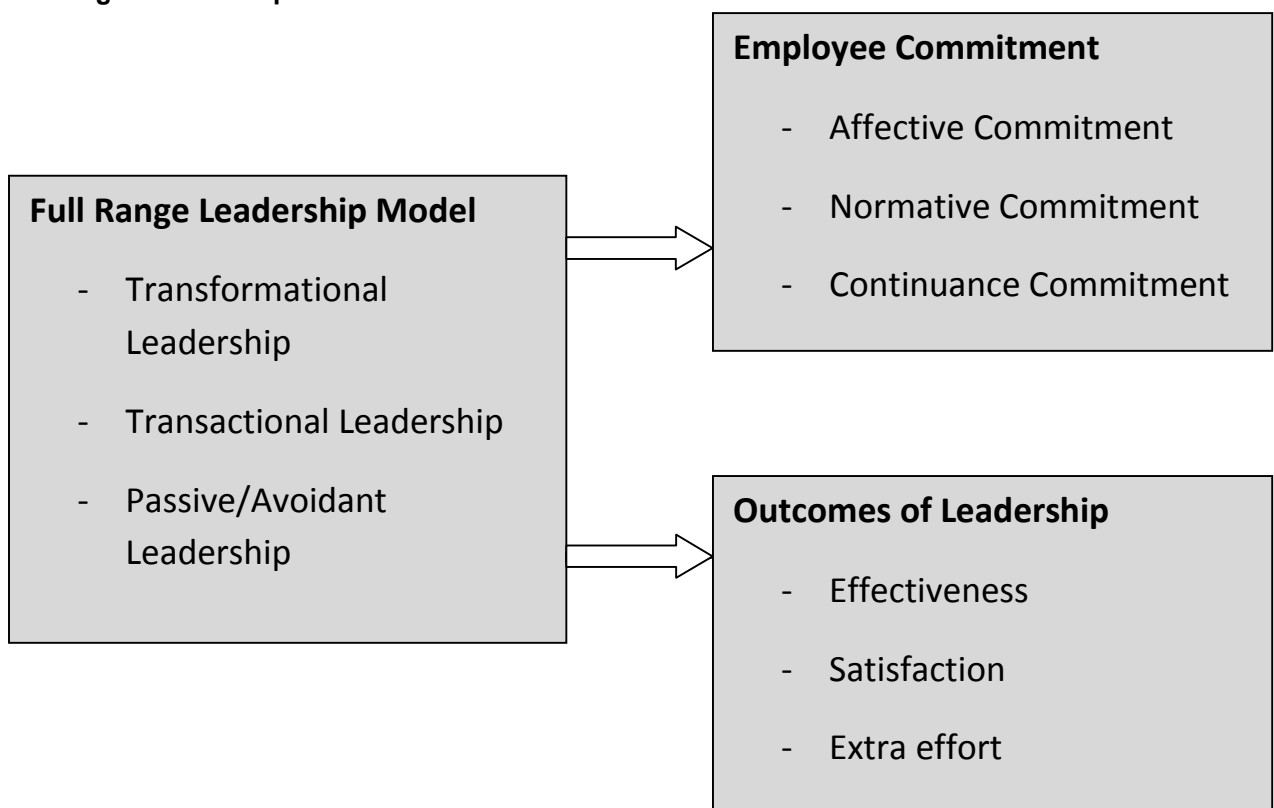 Full Range Leadership Model
- Transformational
Leadership
- Transactional Leadership
- Passive/Avoidant
Leadership
Employee Commitment
- Affective Commitment
- Normative Commitment
- Continuance Commitment
Outcomes of Leadership
- Effectiveness
- Satisfaction
- Extra effort